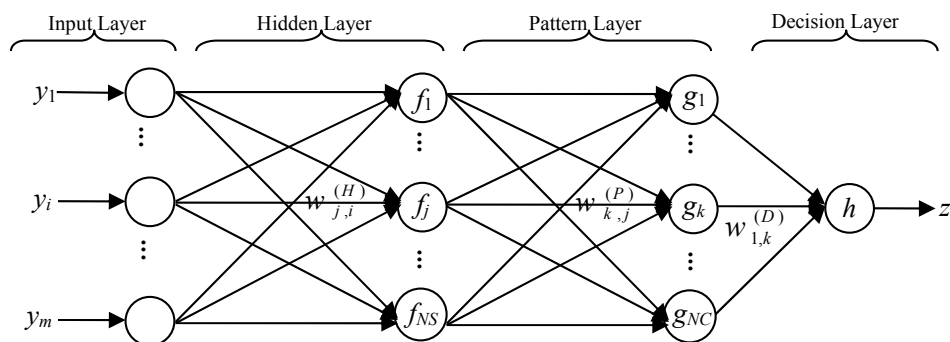 Input Layer Hidden Layer Pattern Layer Decision Layer
y1 f1 g1
⋮ ⋮ ⋮
yi w(H)j,i fj w(P)k,j gk w(D)1,k h z
⋮ ⋮ ⋮
ym fNS gNC